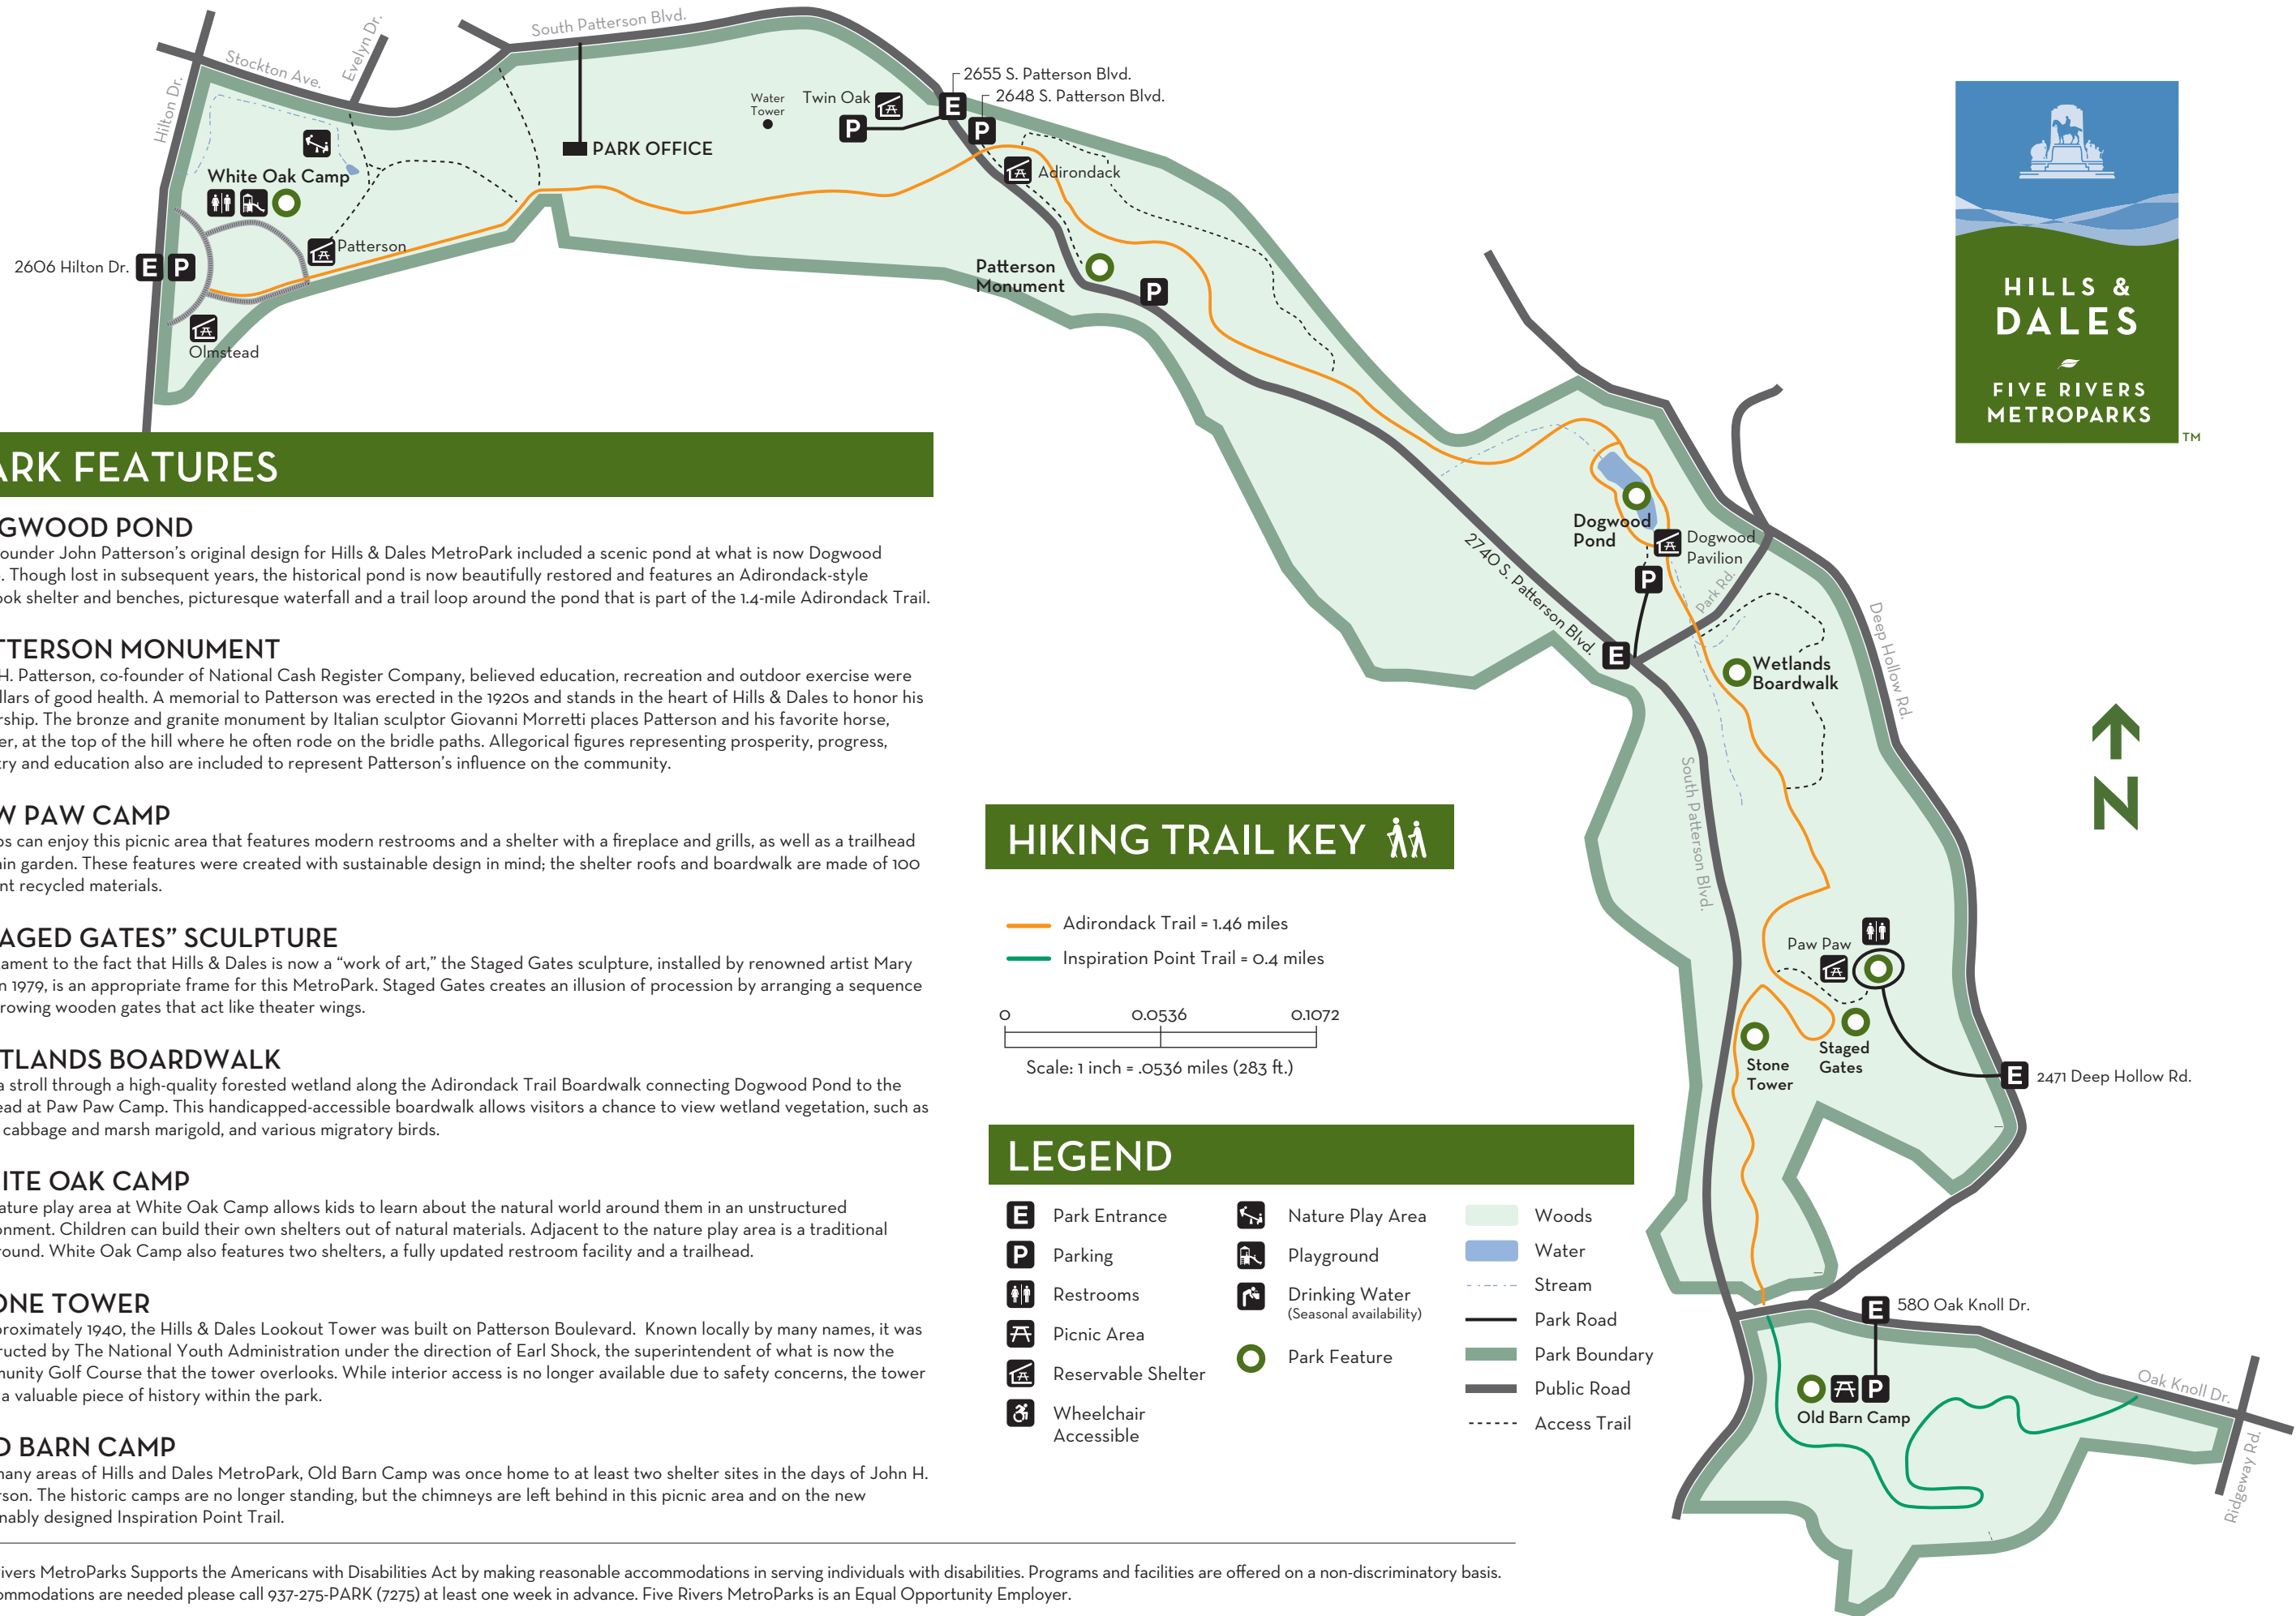 South Patterson Blvd.
Evelyn Dr.
Stockton Ave.
Hilton Dr.
2655 S. Patterson Blvd.
2648 S. Patterson Blvd.
Water
Tower
Twin Oak
E
P
P
PARK OFFICE
Adirondack
White Oak Camp
Patterson
2606 Hilton Dr. E P
Patterson
Monument
P
Olmstead
HILLS &
DALES
FIVE RIVERS
METROPARKS
TM
Dogwood
Pond
Dogwood
Pavilion
P
Park Rd.
2740 S. Patterson Blvd.
E
Deep Hollow Rd.
Wetlands
Boardwalk
South Patterson Blvd.
N
Paw Paw
Stone
Tower
Staged
Gates
E 2471 Deep Hollow Rd.
E 580 Oak Knoll Dr.
P
Old Barn Camp
Oak Knoll Dr.
Ridgeway Rd.
ARK FEATURES
GWOOD POND
ounder John Patterson's original design for Hills & Dales MetroPark included a scenic pond at what is now Dogwood
. Though lost in subsequent years, the historical pond is now beautifully restored and features an Adirondack-style
ook shelter and benches, picturesque waterfall and a trail loop around the pond that is part of the 1.4-mile Adirondack Trail.
TTERSON MONUMENT
H. Patterson, co-founder of National Cash Register Company, believed education, recreation and outdoor exercise were
llars of good health. A memorial to Patterson was erected in the 1920s and stands in the heart of Hills & Dales to honor his
rship. The bronze and granite monument by Italian sculptor Giovanni Morretti places Patterson and his favorite horse,
er, at the top of the hill where he often rode on the bridle paths. Allegorical figures representing prosperity, progress,
try and education also are included to represent Patterson's influence on the community.
W PAW CAMP
ps can enjoy this picnic area that features modern restrooms and a shelter with a fireplace and grills, as well as a trailhead
ain garden. These features were created with sustainable design in mind; the shelter roofs and boardwalk are made of 100
nt recycled materials.
AGED GATES” SCULPTURE
tament to the fact that Hills & Dales is now a “work of art,” the Staged Gates sculpture, installed by renowned artist Mary
n 1979, is an appropriate frame for this MetroPark. Staged Gates creates an illusion of procession by arranging a sequence
rowing wooden gates that act like theater wings.
TLANDS BOARDWALK
a stroll through a high-quality forested wetland along the Adirondack Trail Boardwalk connecting Dogwood Pond to the
ead at Paw Paw Camp. This handicapped-accessible boardwalk allows visitors a chance to view wetland vegetation, such as
cabbage and marsh marigold, and various migratory birds.
ITE OAK CAMP
ature play area at White Oak Camp allows kids to learn about the natural world around them in an unstructured
onment. Children can build their own shelters out of natural materials. Adjacent to the nature play area is a traditional
round. White Oak Camp also features two shelters, a fully updated restroom facility and a trailhead.
ONE TOWER
proximately 1940, the Hills & Dales Lookout Tower was built on Patterson Boulevard. Known locally by many names, it was
ructed by The National Youth Administration under the direction of Earl Shock, the superintendent of what is now the
munity Golf Course that the tower overlooks. While interior access is no longer available due to safety concerns, the tower
a valuable piece of history within the park.
D BARN CAMP
many areas of Hills and Dales MetroPark, Old Barn Camp was once home to at least two shelter sites in the days of John H.
rson. The historic camps are no longer standing, but the chimneys are left behind in this picnic area and on the new
nably designed Inspiration Point Trail.
HIKING TRAIL KEY
Adirondack Trail = 1.46 miles
Inspiration Point Trail = 0.4 miles
0 0.0536 0.1072
Scale: 1 inch = .0536 miles (283 ft.)
LEGEND
E Park Entrance
P Parking
Restrooms
Picnic Area
Reservable Shelter
Wheelchair
Accessible
Nature Play Area
Playground
Drinking Water
(Seasonal availability)
Park Feature
Woods
Water
Stream
Park Road
Park Boundary
Public Road
Access Trail
ivers MetroParks Supports the Americans with Disabilities Act by making reasonable accommodations in serving individuals with disabilities. Programs and facilities are offered on a non-discriminatory basis.
ommodations are needed please call 937-275-PARK (7275) at least one week in advance. Five Rivers MetroParks is an Equal Opportunity Employer.